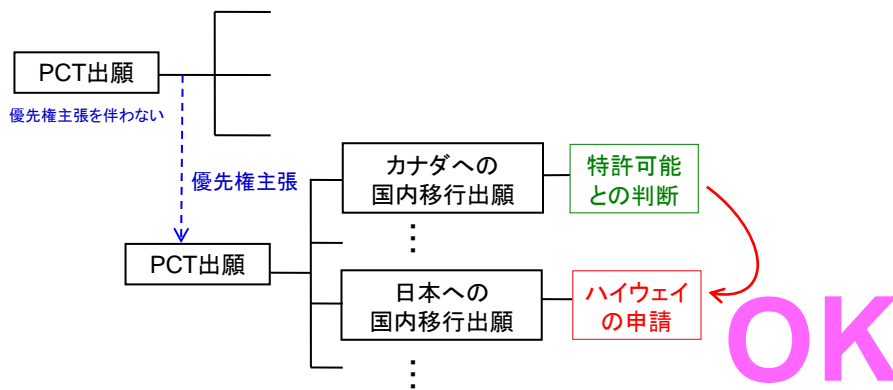 PCT出願
優先権主張を伴わない
優先権主張
PCT出願
カナダへの
国内移行出願
特許可能
との判断
⋮
日本への
国内移行出願
ハイウェイ
の申請
OK
⋮